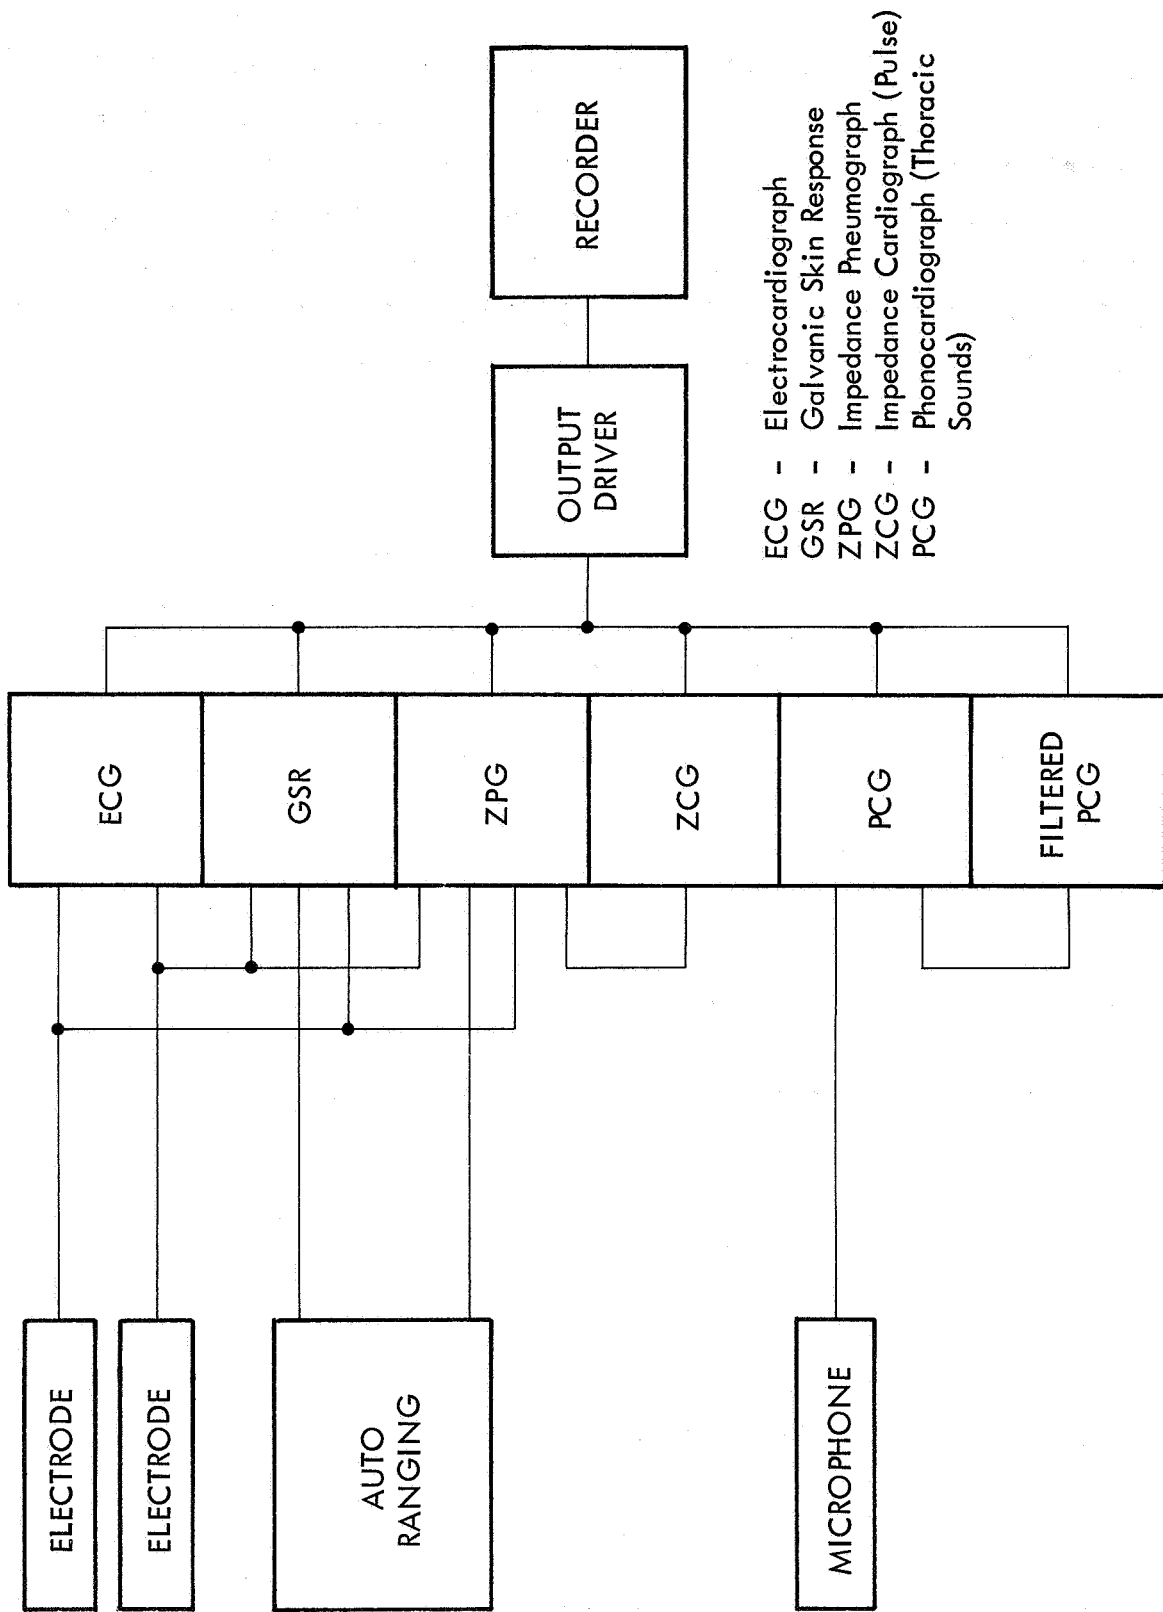 ELECTRODE
ELECTRODE
AUTO
RANGING
MICROPHONE
ECG
GSR
ZPG
ZCG
PCG
FILTERED
PCG
OUTPUT
DRIVER
RECORDER
ECG - Electrocardiograph
GSR - Galvanic Skin Response
ZPG - Impedance Pneumograph
ZCG - Impedance Cardiograph (Pulse)
PCG - Phonocardiograph (Thoracic
Sounds)